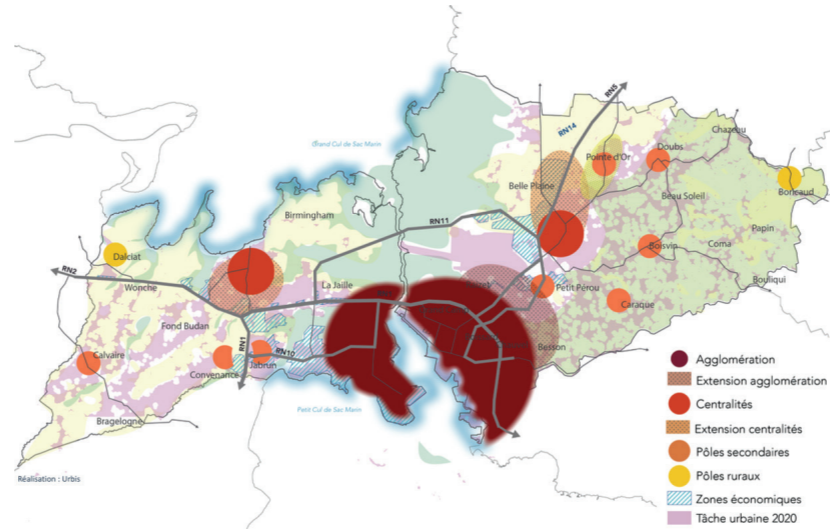 Grand Cul de Sac Marin
RN5
RN14
Chazeau
Pointe d'Or
Doubs
Belle Plaine
Boricaud
Beau Soleil
Birmingham
RN11
Papin
Dalciat
Boisvin
Coma
RN2
Wonche
La Jaille
Petit Pérou
Bouliqui
Caraque
Fond Budan
RN1
Besson
Calvaire
RN10
Jabrun
Convenance
Petit Cul de Sac Marin
Bragelogne
Réalisation : Urbis
Agglomération
Extension agglomération
Centralités
Extension centralités
Pôles secondaires
Pôles ruraux
Zones économiques
Tâche urbaine 2020